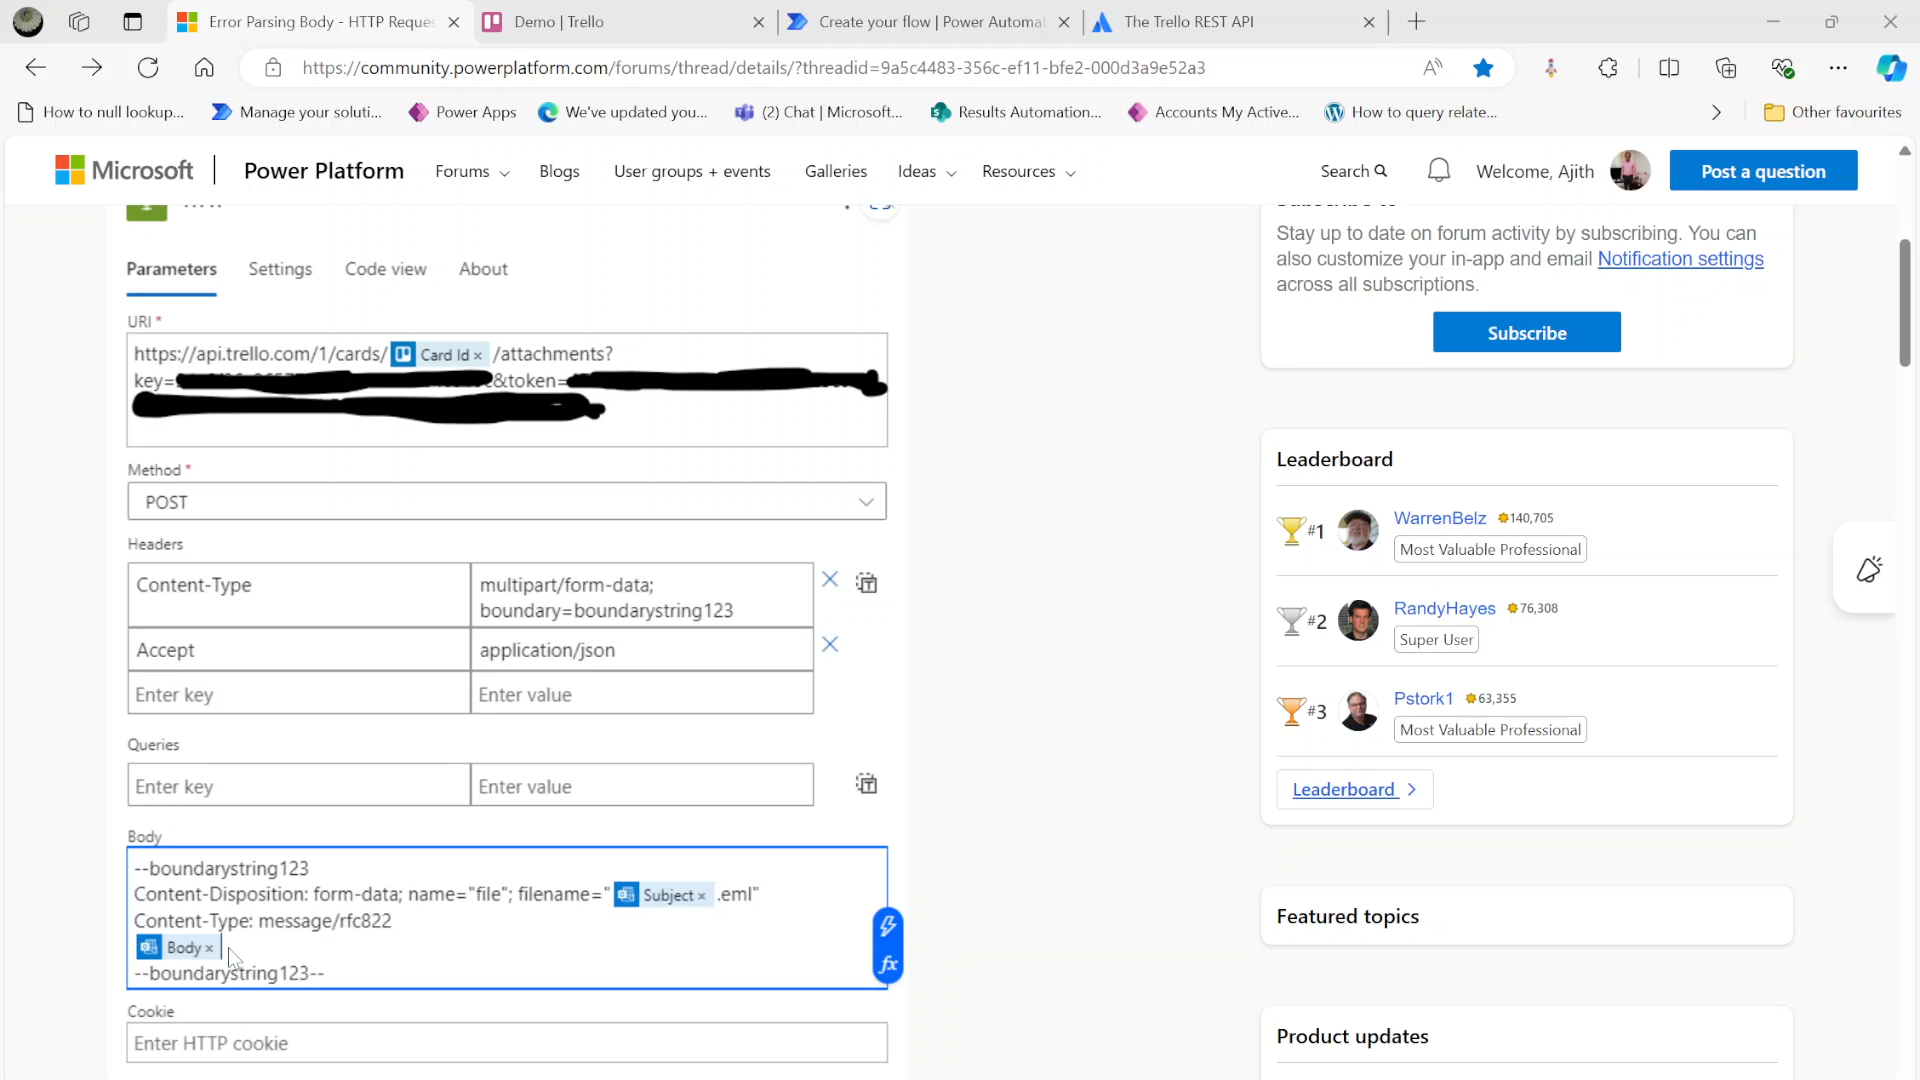 Error Parsing Body - HTTP Reques
Demo | Trello
Create your flow | Power Automat
The Trello REST API
https://community.powerplatform.com/forums/thread/details/?threadid=9a5c4483-356c-ef11-bfe2-000d3a9e52a3
How to null lookup...
Manage your soluti...
Power Apps
We've updated you...
(2) Chat | Microsoft...
Results Automation...
Accounts My Active...
How to query relate...
Other favourites
Microsoft
Power Platform
Forums
Blogs
User groups + events
Galleries
Ideas
Resources
Search
Welcome, Ajith
Post a question
Parameters
Settings
Code view
About
URI *
https://api.trello.com/1/cards/ Card Id × /attachments?
key=
&token=
Method *
POST
Headers
Content-Type
multipart/form-data;
boundary=boundarystring123
Accept
application/json
Enter key
Enter value
Queries
Enter key
Enter value
Body
--boundarystring123
Content-Disposition: form-data; name="file"; filename=" Subject × .eml"
Content-Type: message/rfc822
Body ×
--boundarystring123--
Cookie
Enter HTTP cookie
Stay up to date on forum activity by subscribing. You can
also customize your in-app and email Notification settings
across all subscriptions.
Subscribe
Leaderboard
#1
WarrenBelz
140,705
Most Valuable Professional
#2
RandyHayes
76,308
Super User
#3
Pstork1
63,355
Most Valuable Professional
Leaderboard
Featured topics
Product updates